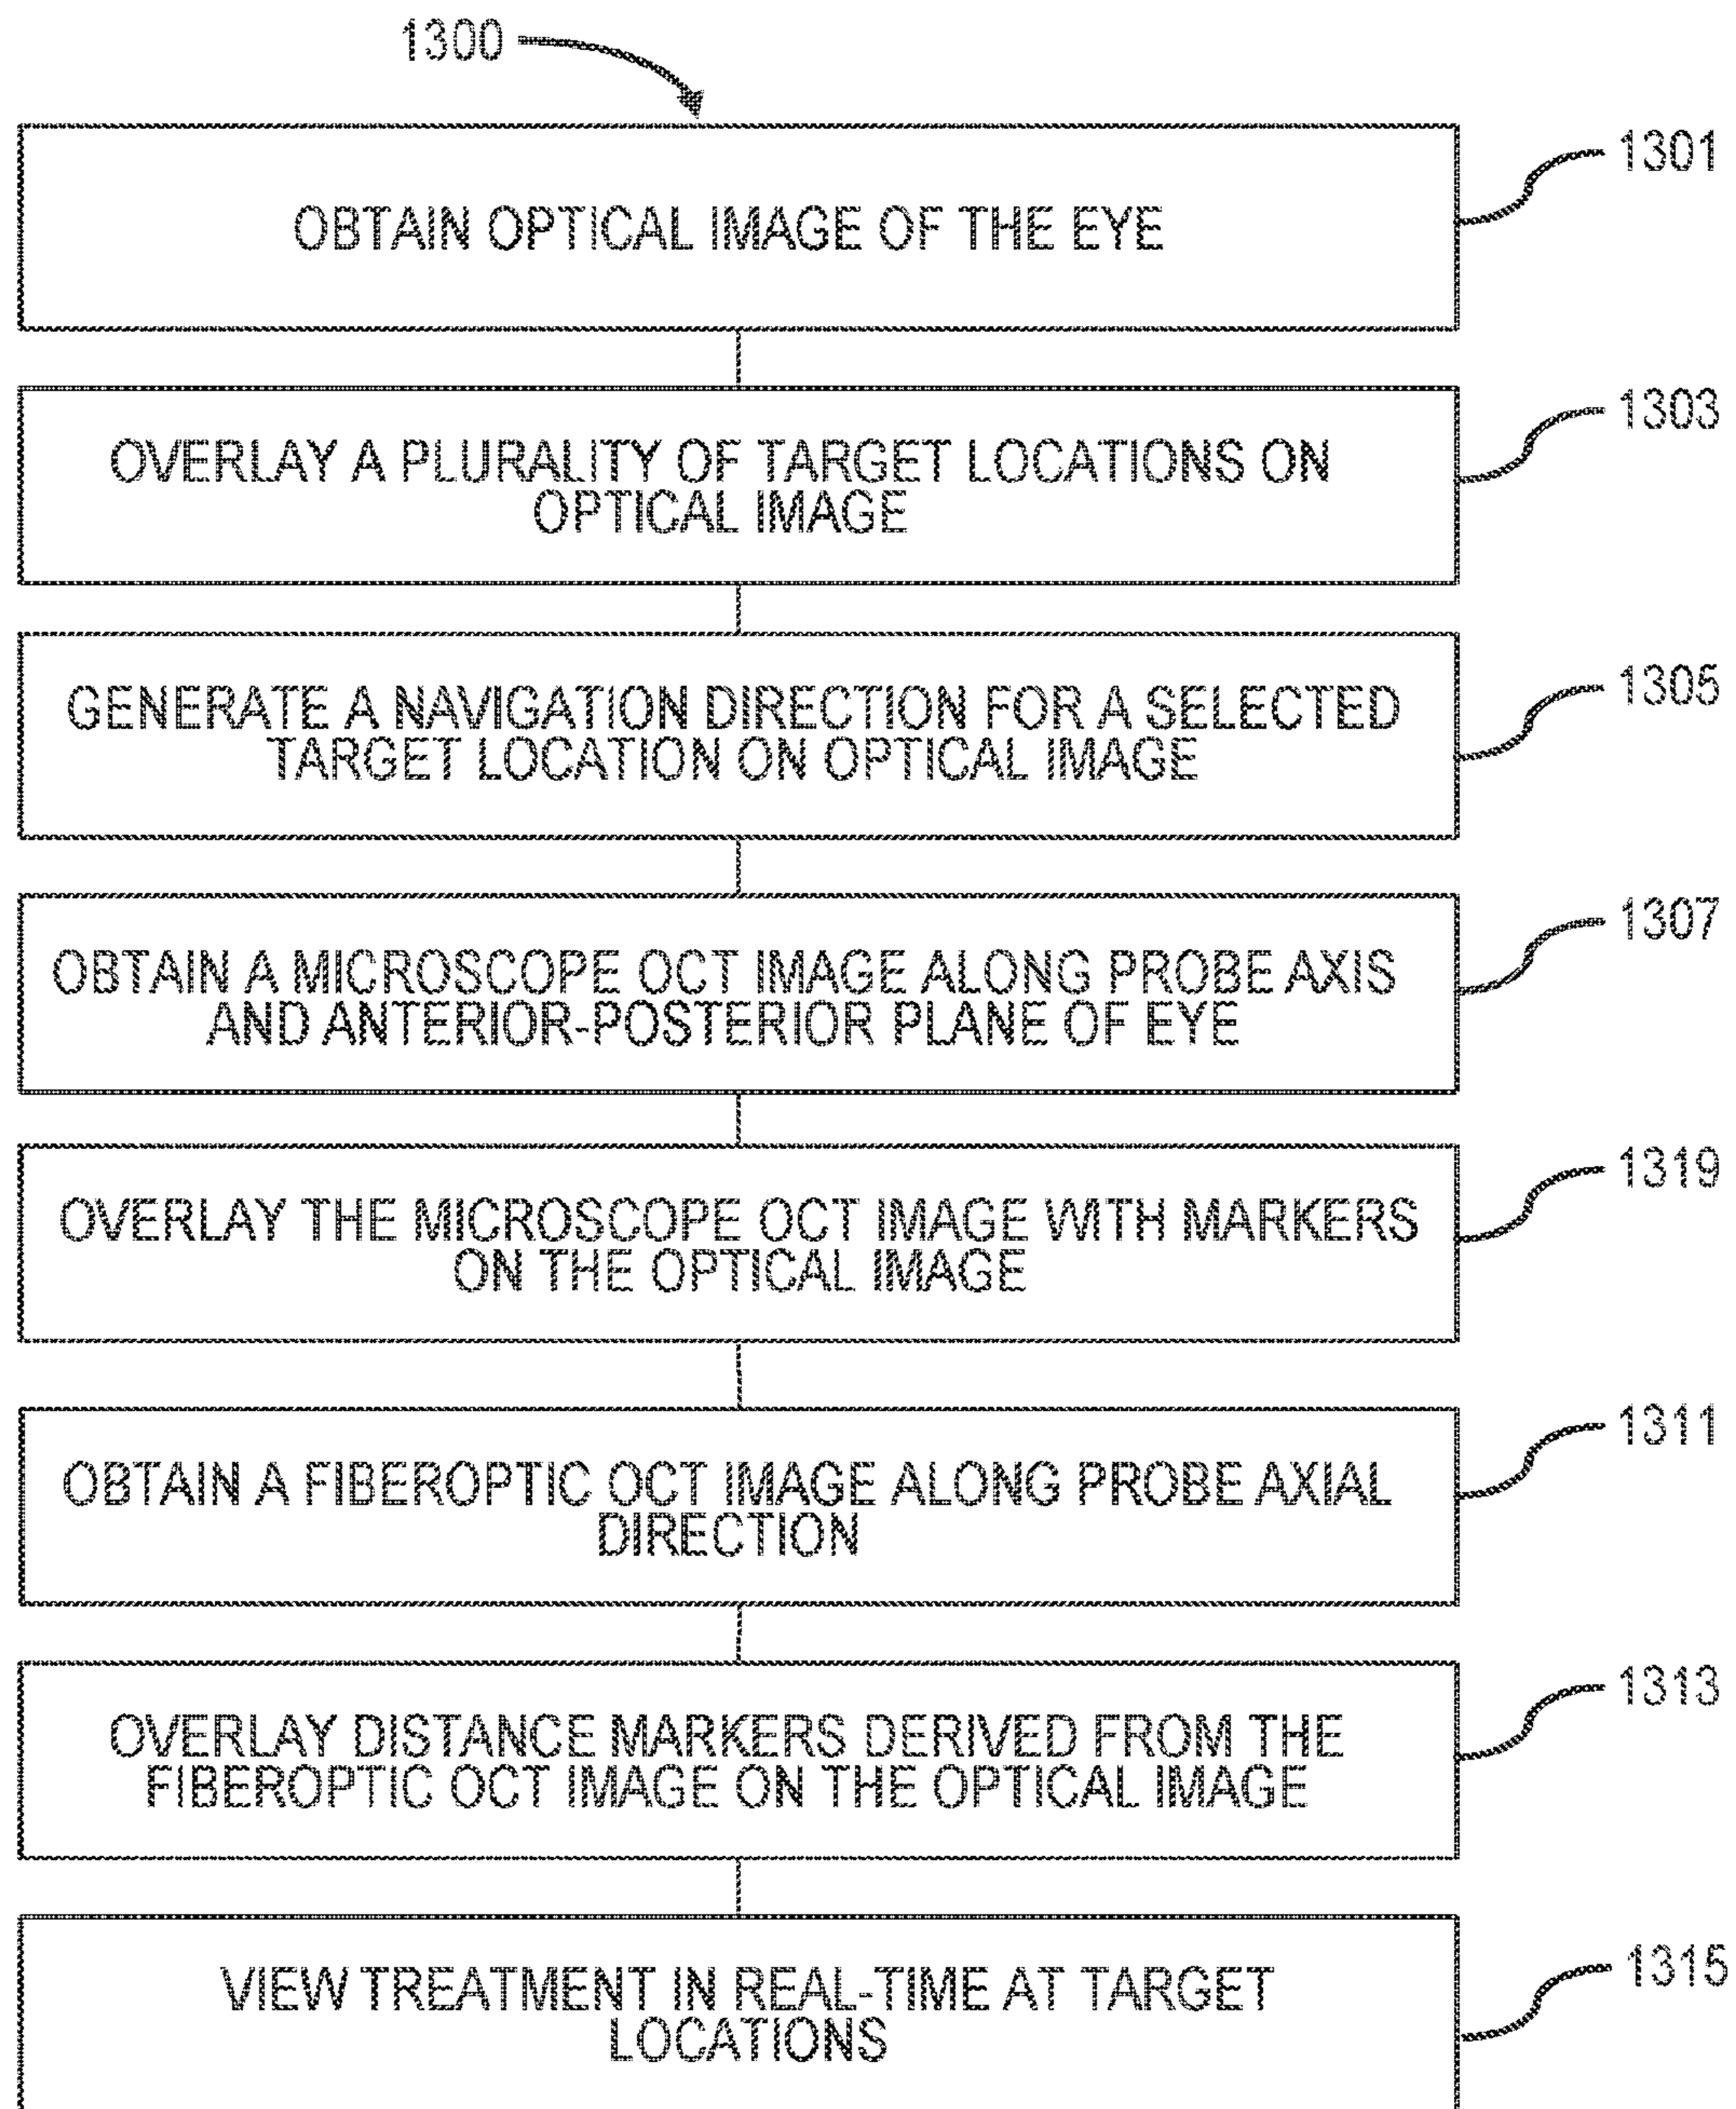 1300
1301
OBTAIN OPTICAL IMAGE OF THE EYE
1303
OVERLAY A PLURALITY OF TARGET LOCATIONS ON
OPTICAL IMAGE
1305
GENERATE A NAVIGATION DIRECTION FOR A SELECTED
TARGET LOCATION ON OPTICAL IMAGE
1307
OBTAIN A MICROSCOPE OCT IMAGE ALONG PROBE AXIS
AND ANTERIOR-POSTERIOR PLANE OF EYE
1319
OVERLAY THE MICROSCOPE OCT IMAGE WITH MARKERS
ON THE OPTICAL IMAGE
1311
OBTAIN A FIBEROPTIC OCT IMAGE ALONG PROBE AXIAL
DIRECTION
1313
OVERLAY DISTANCE MARKERS DERIVED FROM THE
FIBEROPTIC OCT IMAGE ON THE OPTICAL IMAGE
1315
VIEW TREATMENT IN REAL-TIME AT TARGET
LOCATIONS